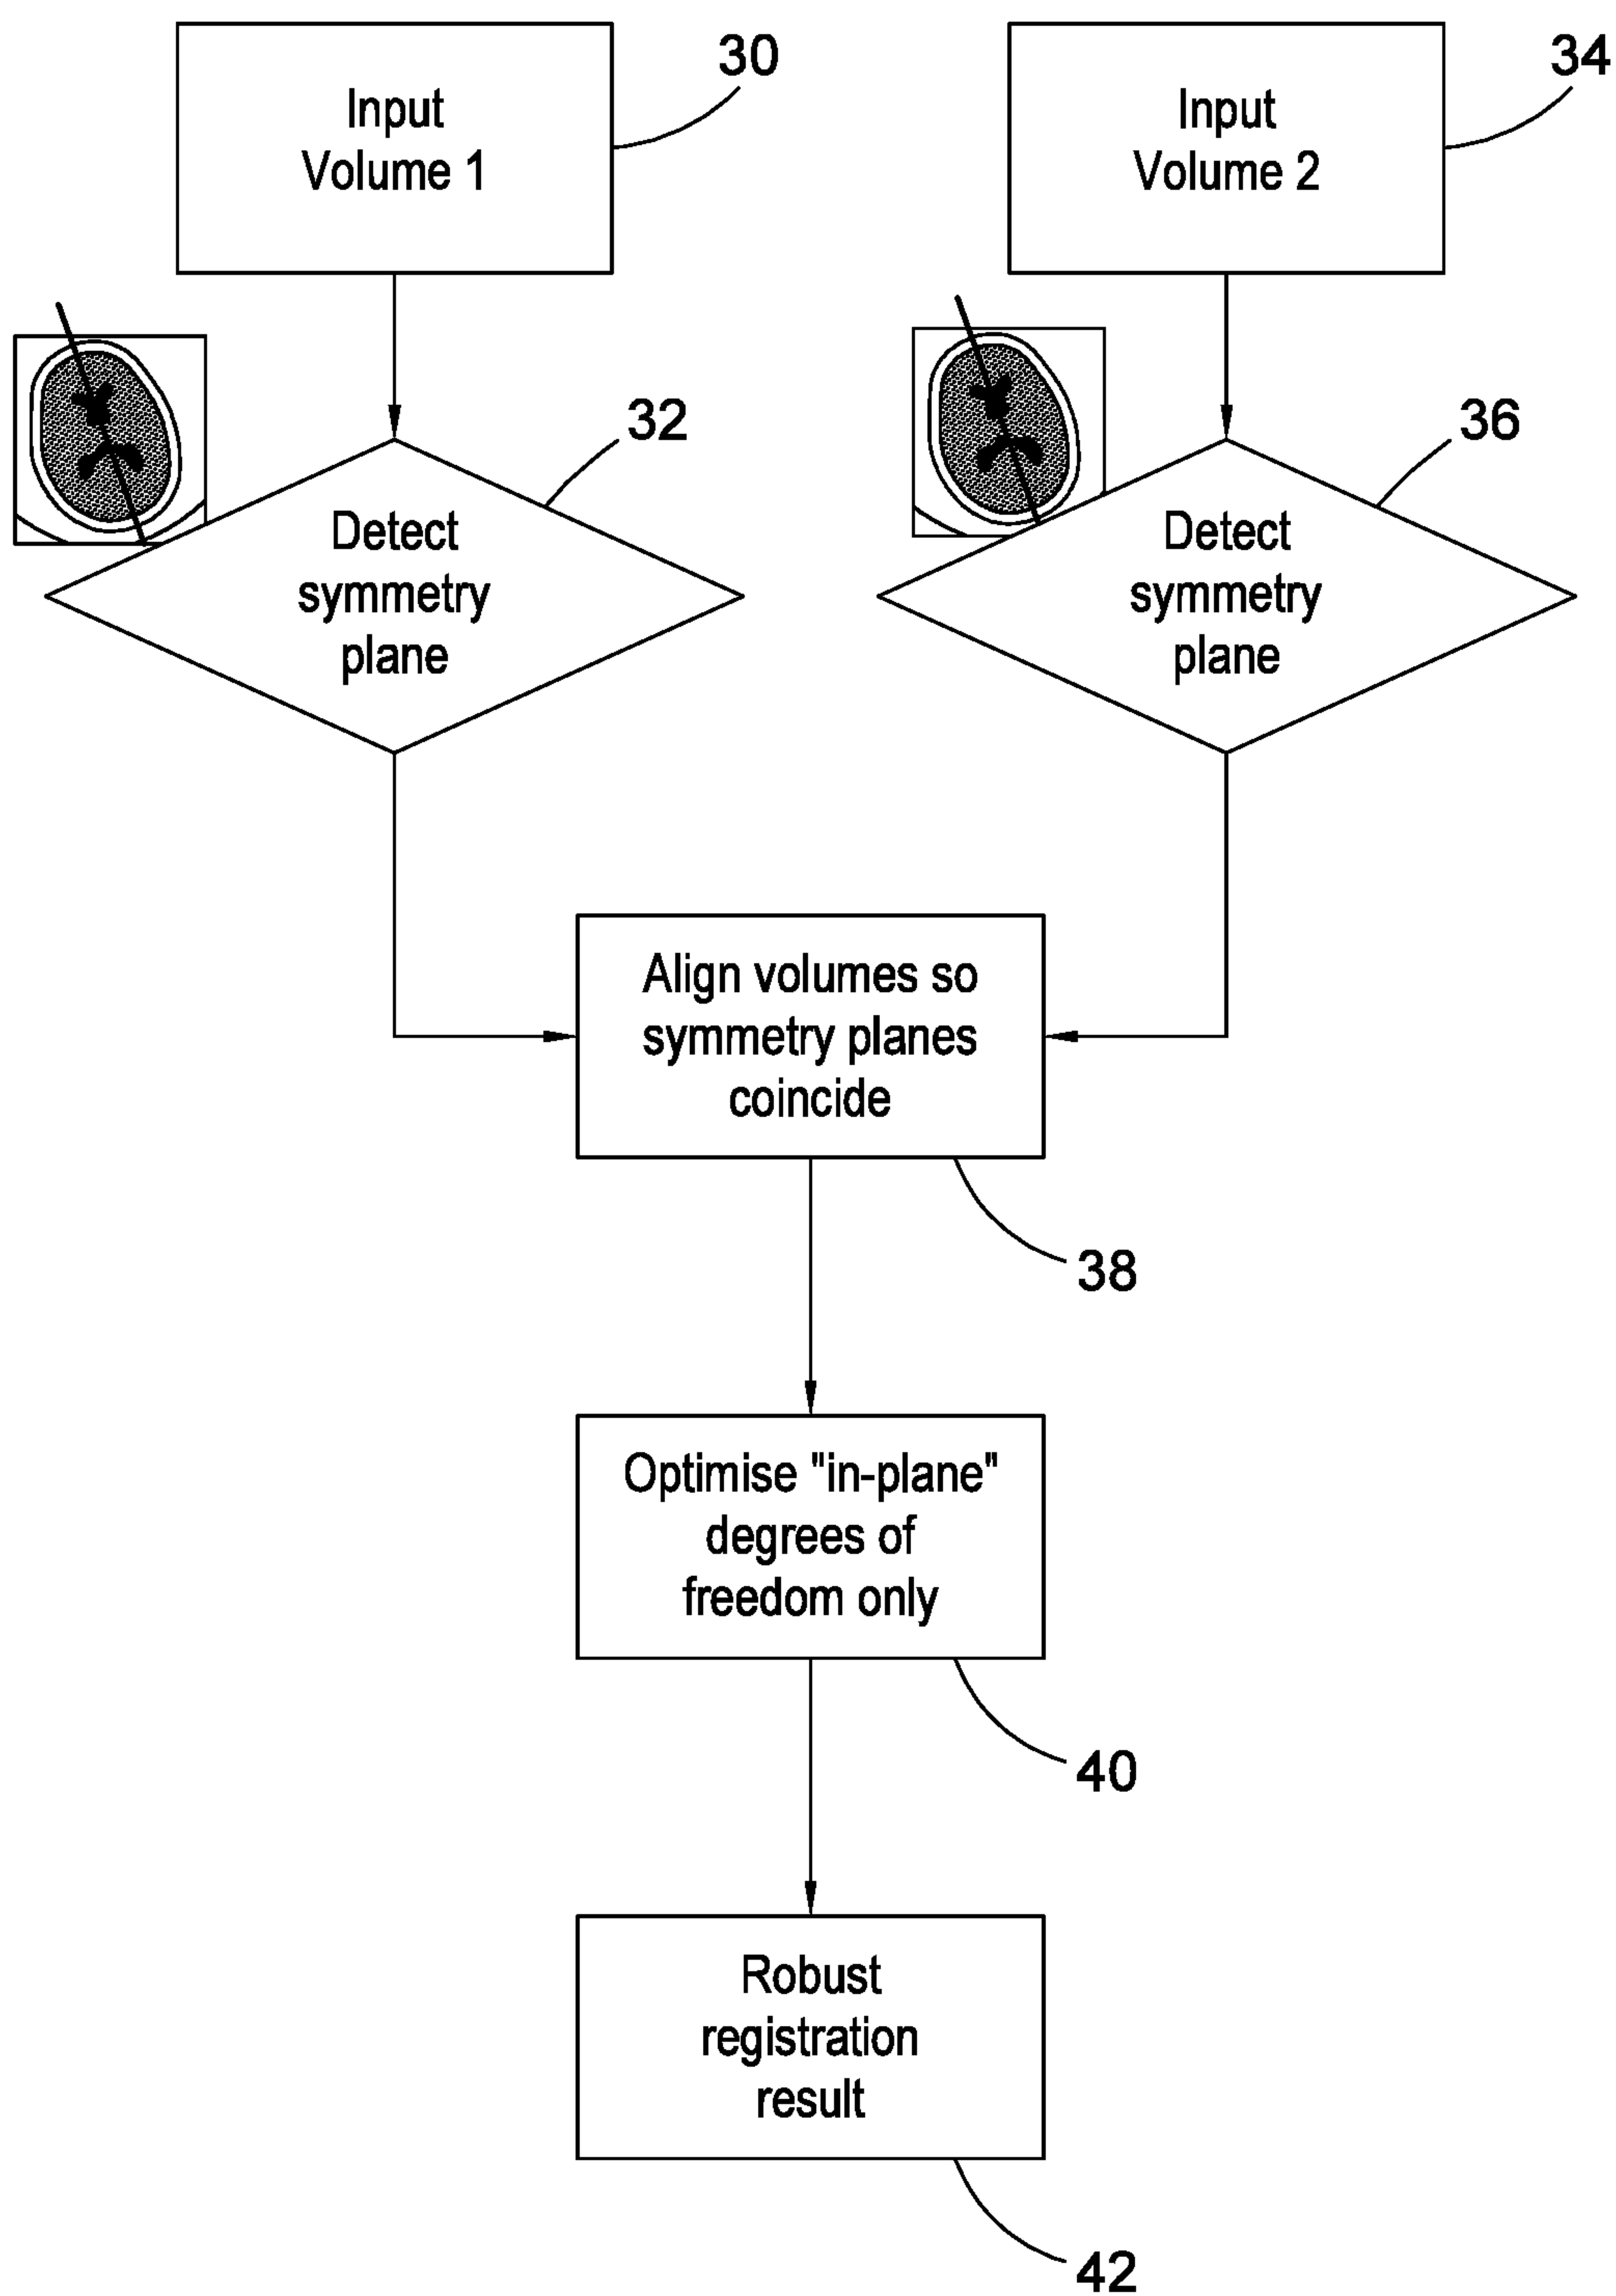 30
Input
Volume 1
34
Input
Volume 2
32
Detect
symmetry
plane
36
Detect
symmetry
plane
Align volumes so
symmetry planes
coincide
38
Optimise "in-plane"
degrees of
freedom only
40
Robust
registration
result
42